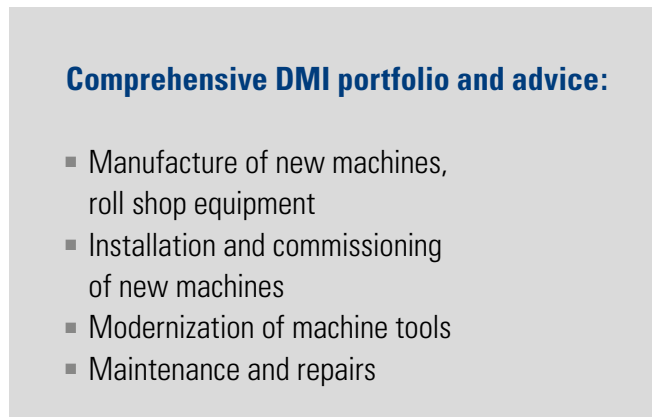 Comprehensive DMI portfolio and advice:
▪ Manufacture of new machines,
roll shop equipment
▪ Installation and commissioning
of new machines
▪ Modernization of machine tools
▪ Maintenance and repairs